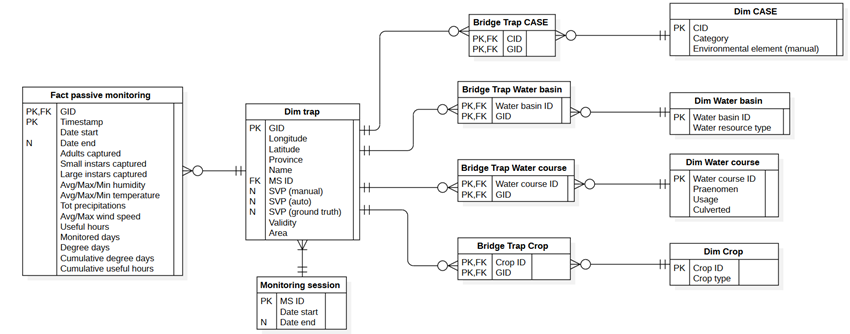 Fact passive monitoring
PK,FK GID
PK Timestamp
Date start
N Date end
Adults captured
Small instars captured
Large instars captured
Avg/Max/Min humidity
Avg/Max/Min temperature
Tot precipitations
Avg/Max wind speed
Useful hours
Monitored days
Degree days
Cumulative degree days
Cumulative useful hours
Dim trap
PK GID
Longitude
Latitude
Province
Name
FK MS ID
N SVP (manual)
N SVP (auto)
N SVP (ground truth)
Validity
Area
Monitoring session
PK MS ID
Date start
N Date end
Bridge Trap CASE
PK,FK CID
PK,FK GID
Bridge Trap Water basin
PK,FK Water basin ID
PK,FK GID
Bridge Trap Water course
PK,FK Water course ID
PK,FK GID
Bridge Trap Crop
PK,FK Crop ID
PK,FK GID
Dim CASE
PK CID
Category
Environmental element (manual)
Dim Water basin
PK Water basin ID
Water resource type
Dim Water course
PK Water course ID
Praenomen
Usage
Culverted
Dim Crop
PK Crop ID
Crop type